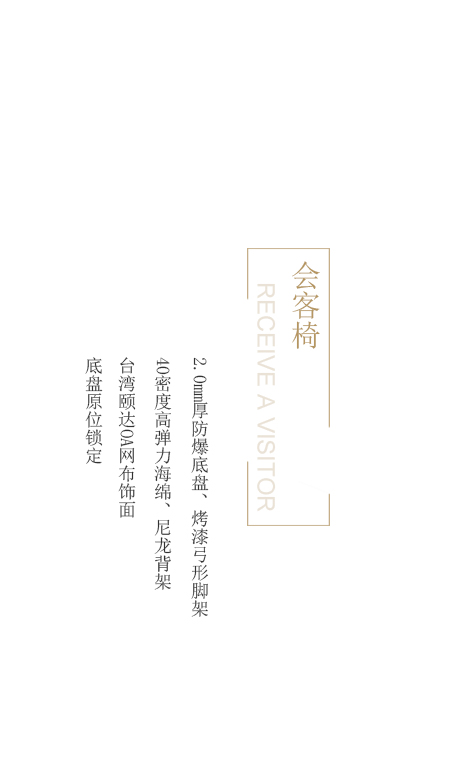 会客椅
RECEIVE A VISITOR
2.0mm厚防爆底盘、烤漆弓形脚架
40密度高弹力海绵、尼龙背架
台湾颐达OA网布饰面
底盘原位锁定